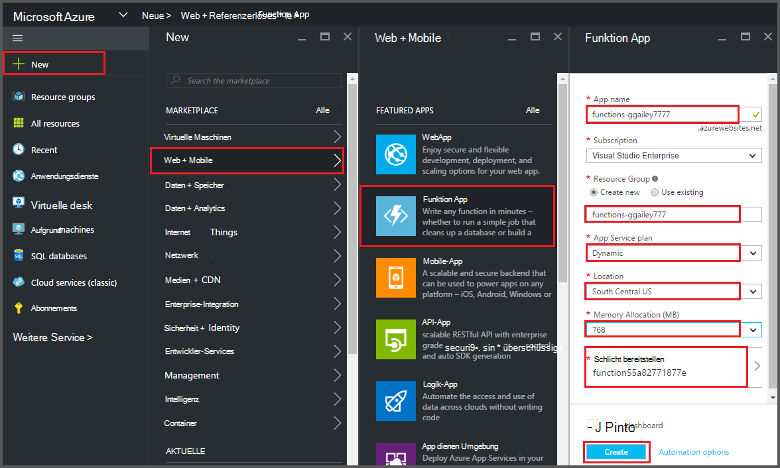 Microsoft Azure
Neue > Web + Referenzerloses
Function App
New
Resource groups
All resources
Recent
Anwendungsdienste
Virtuelle desk
Aufgrundmachines
SQL databases
Cloud services (classic)
Abonnements
Weitere Service >
New
Search the marketplace
MARKETPLACE Alle
Virtuelle Maschinen
Web + Mobile
Daten + Speicher
Daten + Analytics
Internet Things
Netzwerk
Medien + CDN
Enterprise-Integration
Sicherheit + Identity
Entwickler-Services
Management
Intelligenz
Container
AKTUELLE
Web + Mobile
FEATURED APPS Alle
WebApp
Enjoy secure and flexible
development, deployment, and
scaling options for your web app.
Funktion App
Write any function in minutes –
whether to run a simple job that
cleans up a database or build a
Mobile-App
A scalable and secure backend that
can be used to power apps on any
platform – iOS, Android, Windows or
API-App
scalable RESTful API with enterprise
grade securi9•. sin * überschüssige
and auto SDK generation
Logik-App
Automate the access and use of
data across clouds without writing
code
App dienen Umgebung
Deploy Azure App Services in your
Funktion App
* App name
functions-ggailey7777
.azurewebsites.net
* Subscription
Visual Studio Enterprise
* Resource Group
Create new Use existing
functions-ggailey777
* App Service plan
Dynamic
* Location
South Central US
* Memory Allocation (MB)
768
* Schlicht bereitstellen
function55a82771877e
- J Pinto
Create Automation options